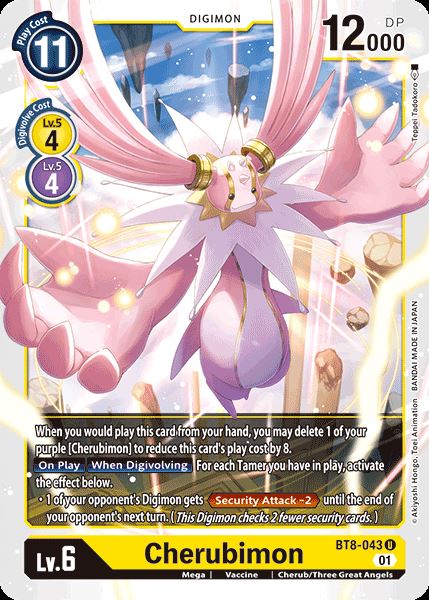 DIGIMON
Play Cost
11
DP
12000
Digivolve Cost
Lv.5
4
Lv.5
4
Teppei Tadokoro
©Akiyoshi Hongo, Toei Animation BANDAI MADE IN JAPAN
When you would play this card from your hand, you may delete 1 of your
purple [Cherubimon] to reduce this card's play cost by 8.
On Play When Digivolving For each Tamer you have in play, activate
the effect below.
• 1 of your opponent's Digimon gets Security Attack -2 until the end of
your opponent's next turn. (This Digimon checks 2 fewer security cards.)
Lv.6
Cherubimon
BT8-043 U
01
Mega | Vaccine | Cherub/Three Great Angels